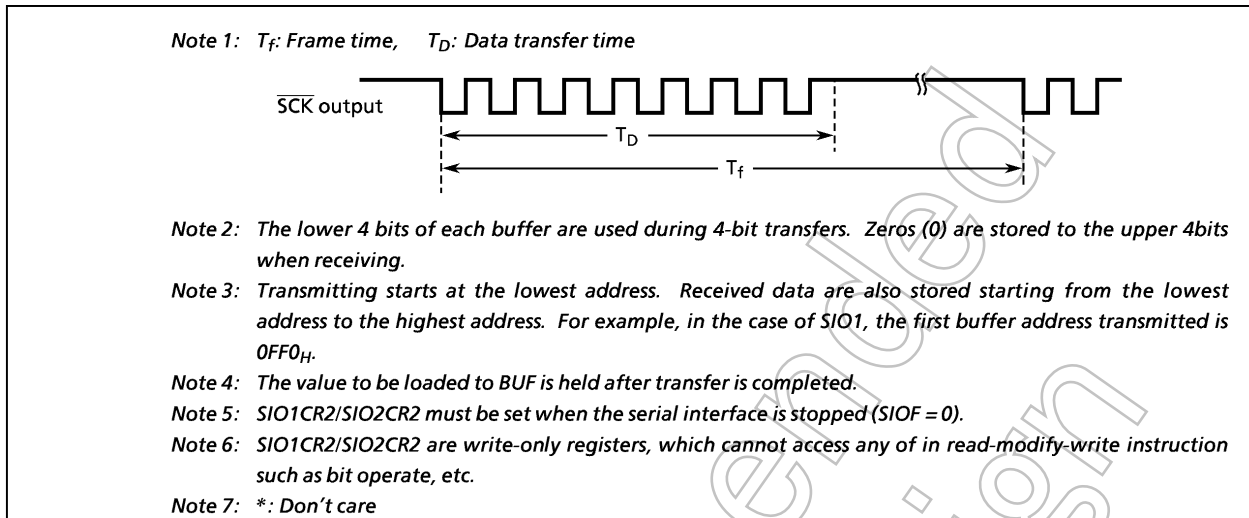 Note 1: Tf: Frame time, TD: Data transfer time
SCK output
TD
Tf
Note 2: The lower 4 bits of each buffer are used during 4-bit transfers. Zeros (0) are stored to the upper 4bits
when receiving.
Note 3: Transmitting starts at the lowest address. Received data are also stored starting from the lowest
address to the highest address. For example, in the case of SIO1, the first buffer address transmitted is
0FF0H.
Note 4: The value to be loaded to BUF is held after transfer is completed.
Note 5: SIO1CR2/SIO2CR2 must be set when the serial interface is stopped (SIOF = 0).
Note 6: SIO1CR2/SIO2CR2 are write-only registers, which cannot access any of in read-modify-write instruction
such as bit operate, etc.
Note 7: *: Don't care